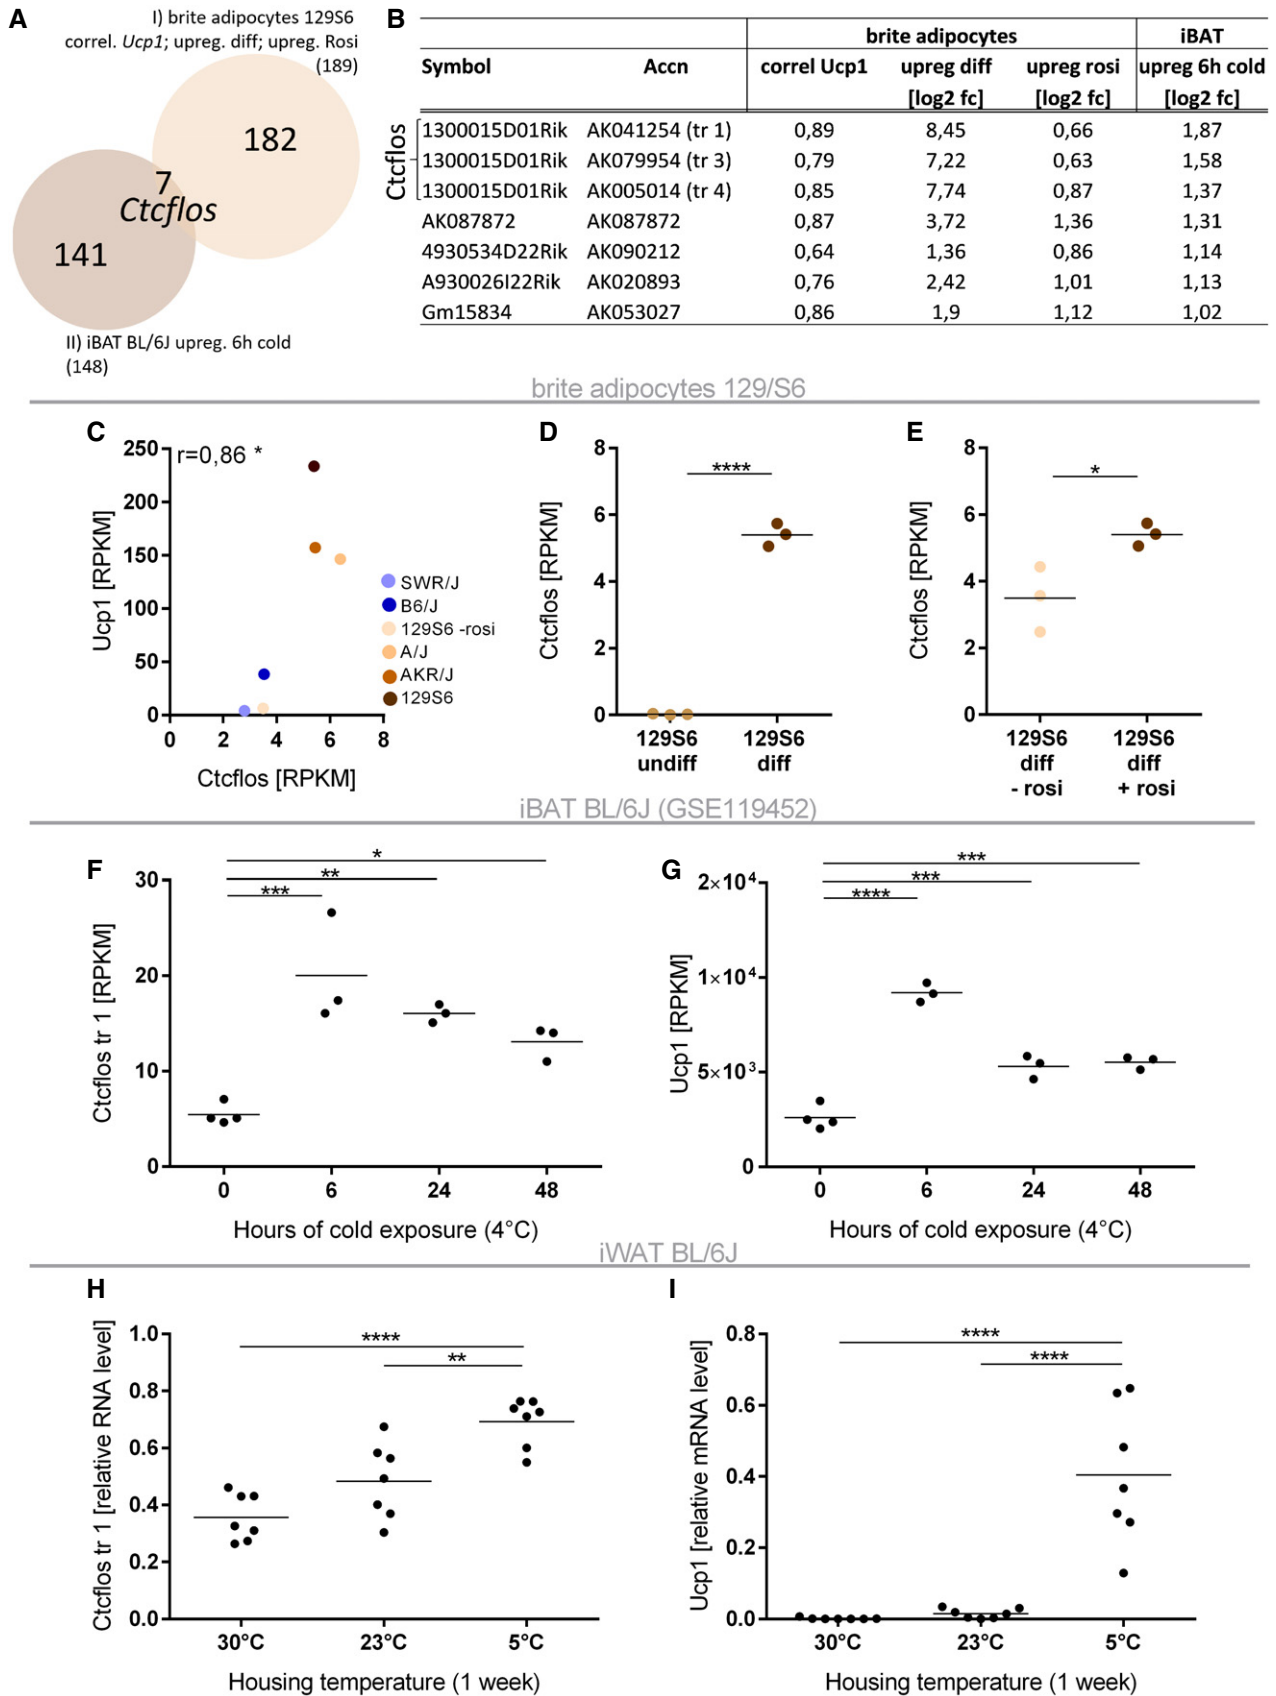 A
I) brite adipocytes 129S6
correl. Ucp1; upreg. diff; upreg. Rosi
(189)
182
7
Ctcflos
141
II) iBAT BL/6J upreg. 6h cold
(148)
B
brite adipocytes iBAT
Symbol Accn correl Ucp1 upreg diff upreg rosi upreg 6h cold
[log2 fc] [log2 fc] [log2 fc]
Ctcflos
1300015D01Rik AK041254 (tr 1) 0,89 8,45 0,66 1,87
1300015D01Rik AK079954 (tr 3) 0,79 7,22 0,63 1,58
1300015D01Rik AK005014 (tr 4) 0,85 7,74 0,87 1,37
AK087872 AK087872 0,87 3,72 1,36 1,31
4930534D22Rik AK090212 0,64 1,36 0,86 1,14
A930026I22Rik AK020893 0,76 2,42 1,01 1,13
Gm15834 AK053027 0,86 1,9 1,12 1,02
brite adipocytes 129/S6
C
r=0,86 *
Ucp1 [RPKM]
250
200
150
100
50
0
0 2 4 6 8
Ctcflos [RPKM]
SWR/J
B6/J
129S6 -rosi
A/J
AKR/J
129S6
D
****
Ctcflos [RPKM]
8
6
4
2
0
129S6 129S6
undiff diff
E
*
Ctcflos [RPKM]
8
6
4
2
0
129S6 129S6
diff diff
- rosi + rosi
iBAT BL/6J (GSE119452)
F
*
**
***
Ctcflos tr 1 [RPKM]
30
20
10
0
0 6 24 48
Hours of cold exposure (4°C)
G
***
***
****
Ucp1 [RPKM]
2×10⁴
1×10⁴
5×10³
0
0 6 24 48
Hours of cold exposure (4°C)
iWAT BL/6J
H
****
**
Ctcflos tr 1 [relative RNA level]
1.0
0.8
0.6
0.4
0.2
0.0
30°C 23°C 5°C
Housing temperature (1 week)
I
****
****
Ucp1 [relative mRNA level]
0.8
0.6
0.4
0.2
0.0
30°C 23°C 5°C
Housing temperature (1 week)